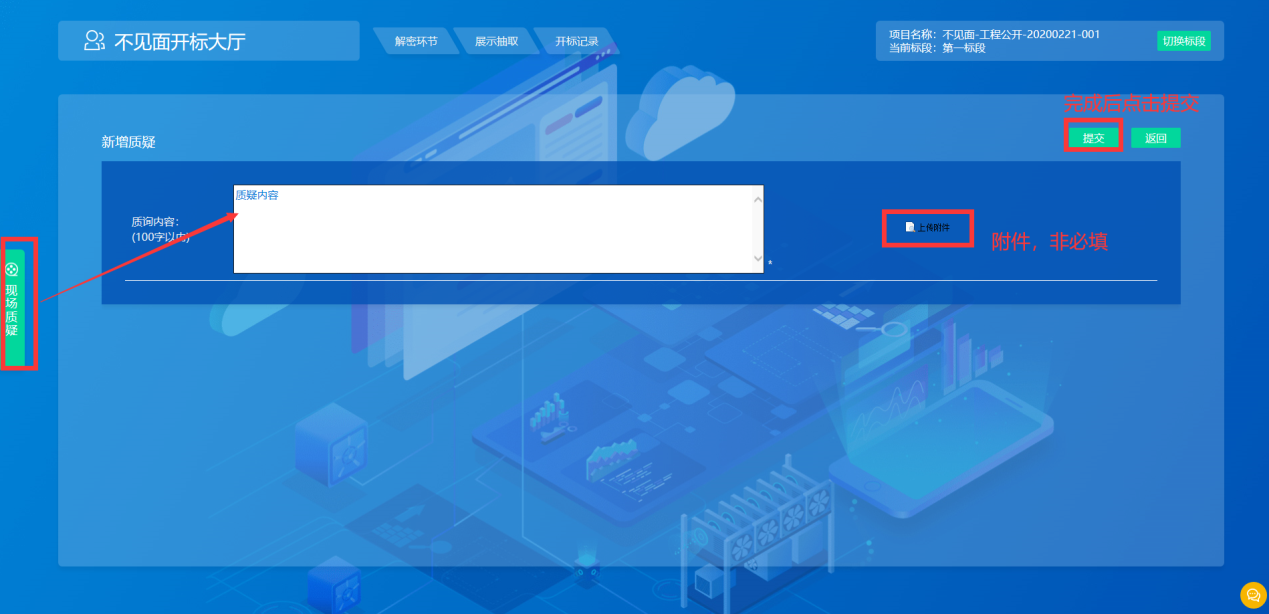 不见面开标大厅
解密环节
展示抽取
开标记录
项目名称：不见面-工程公开-20200221-001
当前标段：第一标段
切换标段
完成后点击提交
新增质疑
提交
返回
质疑内容
质询内容：
(100字以内)
*
上传附件
附件，非必填
现场质疑